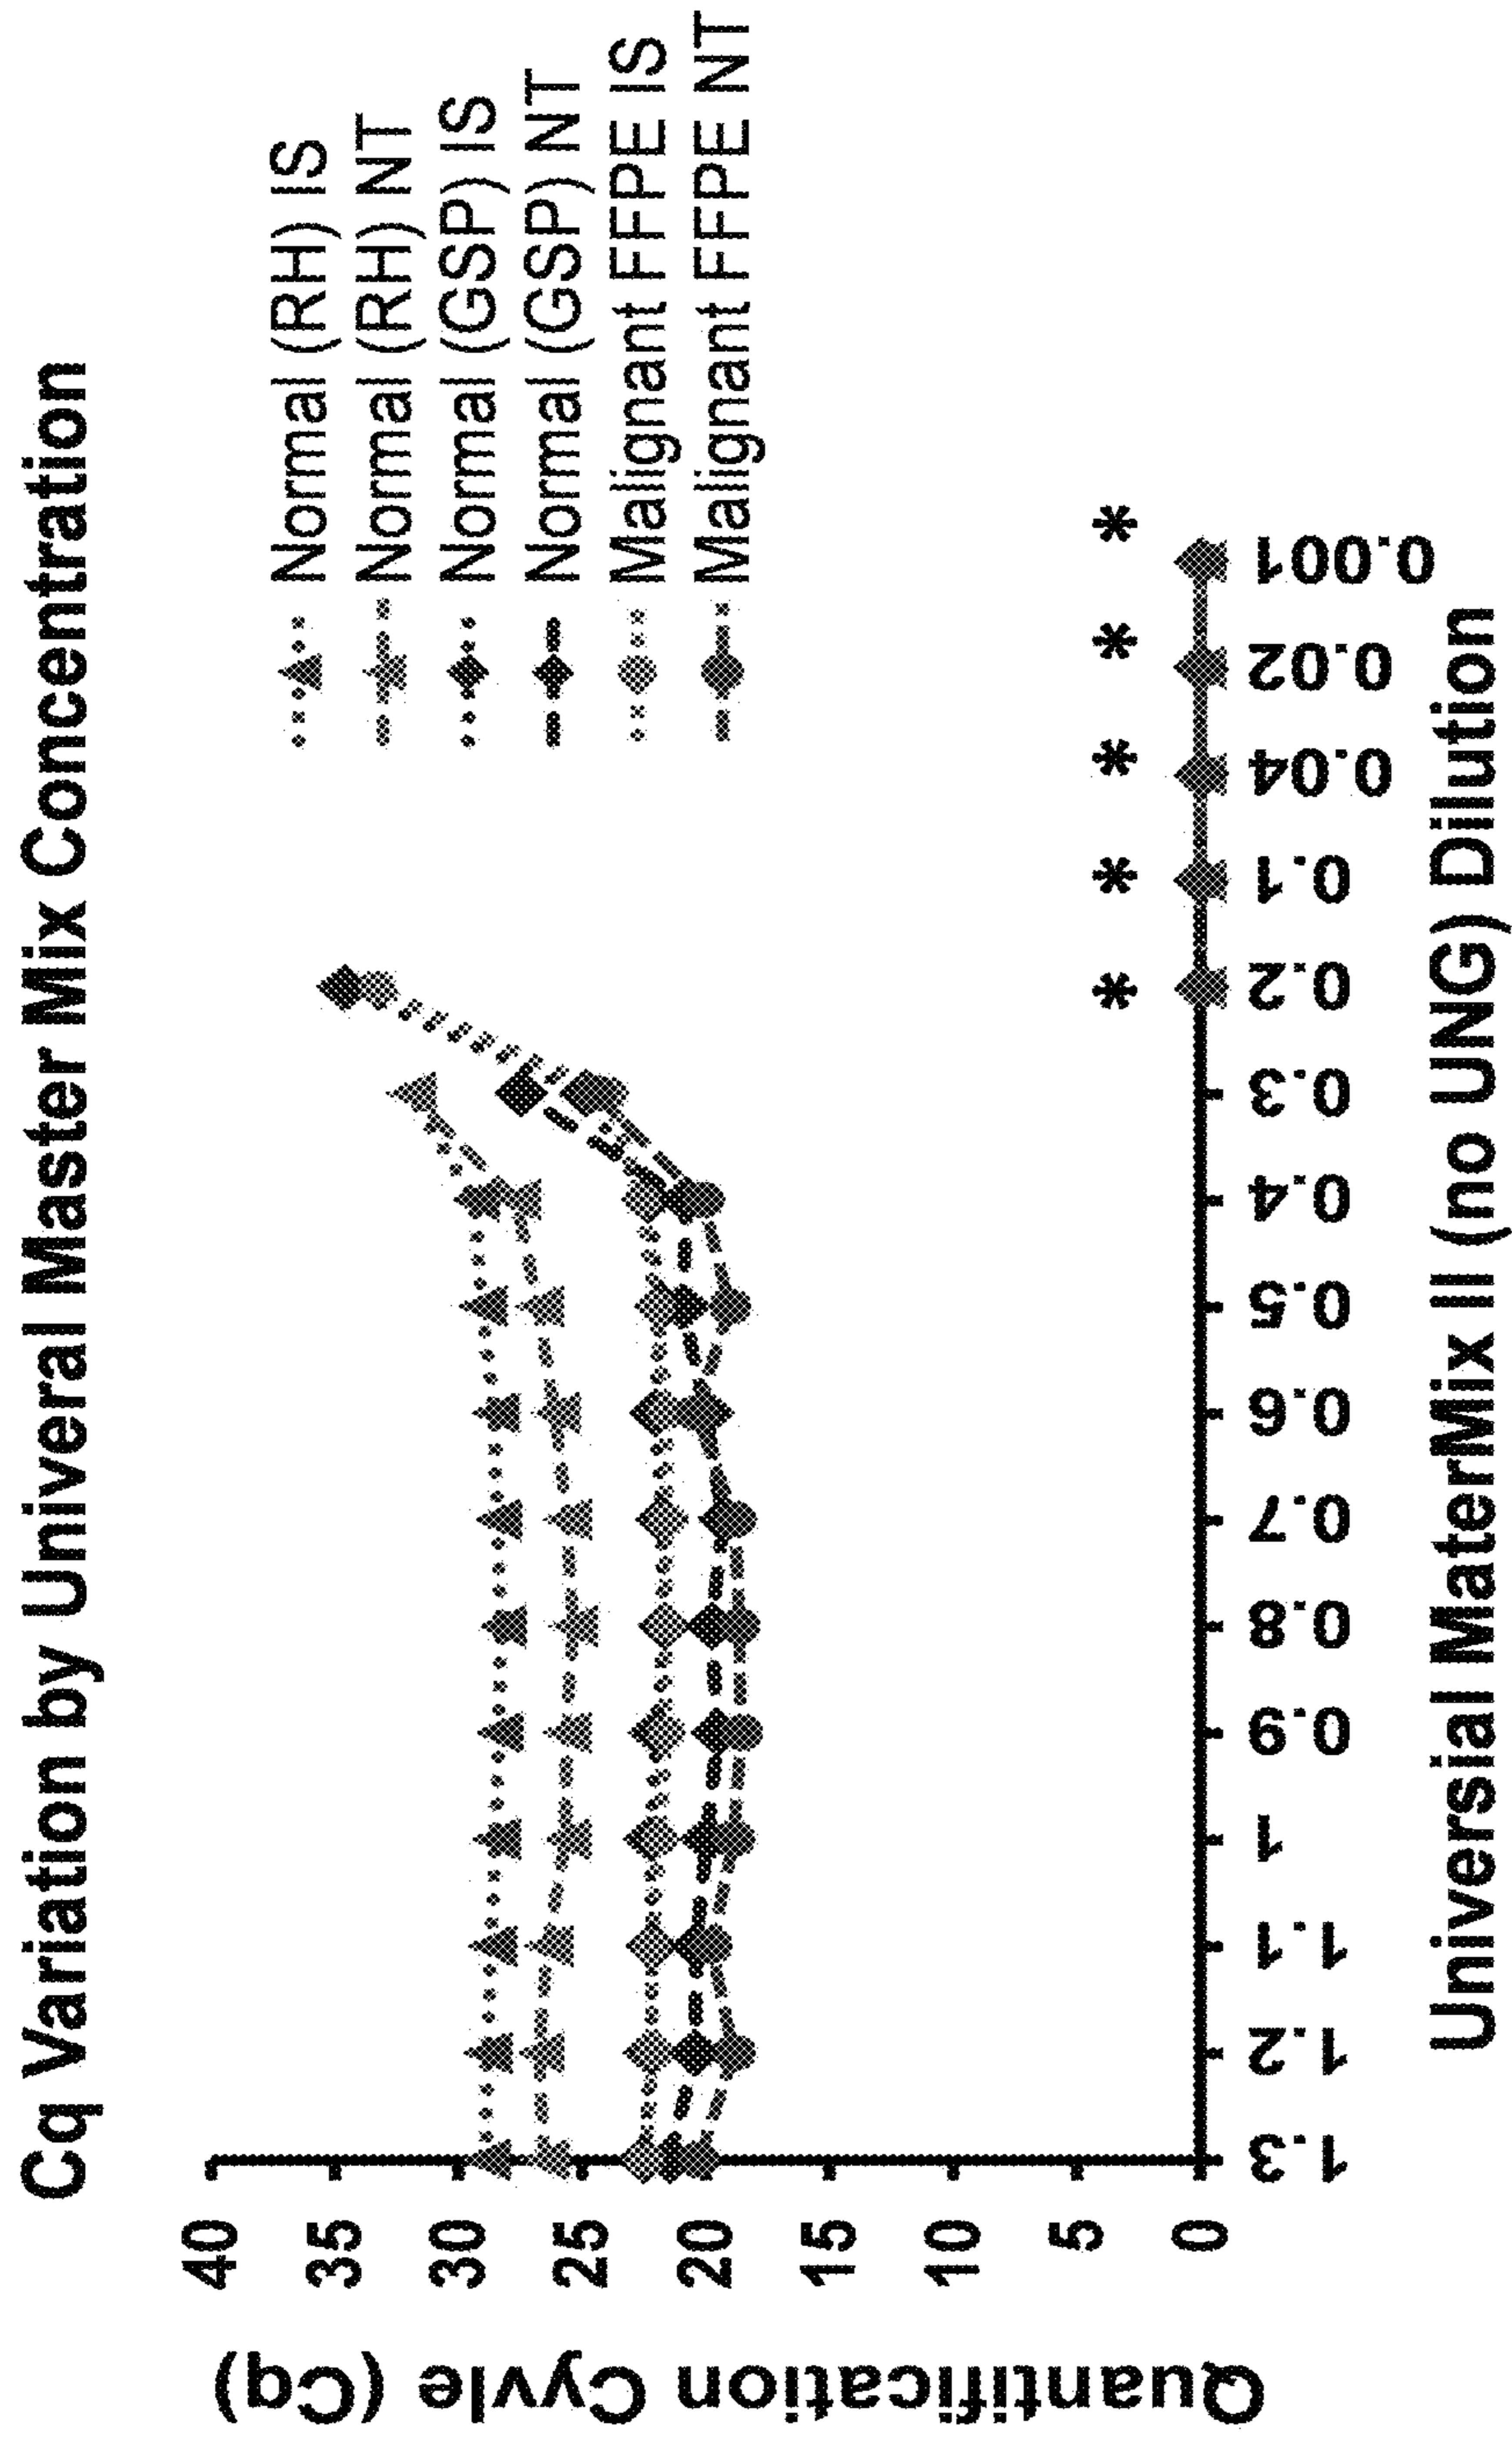 Cq Variation by Univeral Master Mix Concentration
Quantification Cyvle (Cq)
40
35
30
25
20
15
10
5
0
Normal (RH) IS
Normal (RH) NT
Normal (GSP) IS
Normal (GSP) NT
Malignant FFPE IS
Malignant FFPE NT
* * * * *
1.3 1.2 1.1 1 0.9 0.8 0.7 0.6 0.5 0.4 0.3 0.2 0.1 0.04 0.02 0.001
Universial MaterMix II (no UNG) Dilution